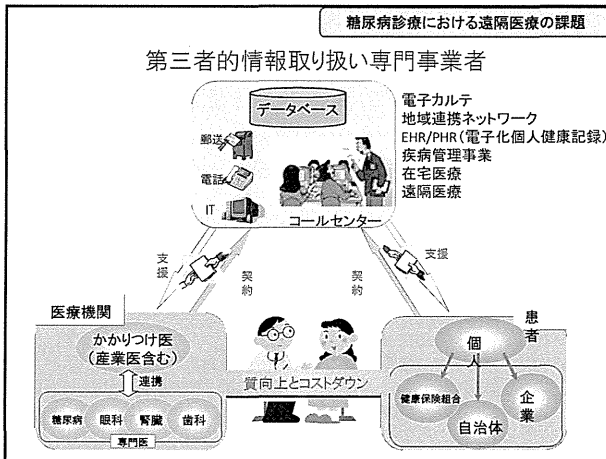 糖尿病診療における遠隔医療の課題
第三者的情報取り扱い専門事業者
データベース
郵送
電話
IT
コールセンター
電子カルテ
地域連携ネットワーク
EHR/PHR(電子化個人健康記録)
疾病管理事業
在宅医療
遠隔医療
支援
契約
契約
支援
医療機関
かかりつけ医
(産業医含む)
連携
糖尿病
眼科
腎臓
歯科
専門医
質向上とコストダウン
患者
個人
健康保険組合
自治体
企業